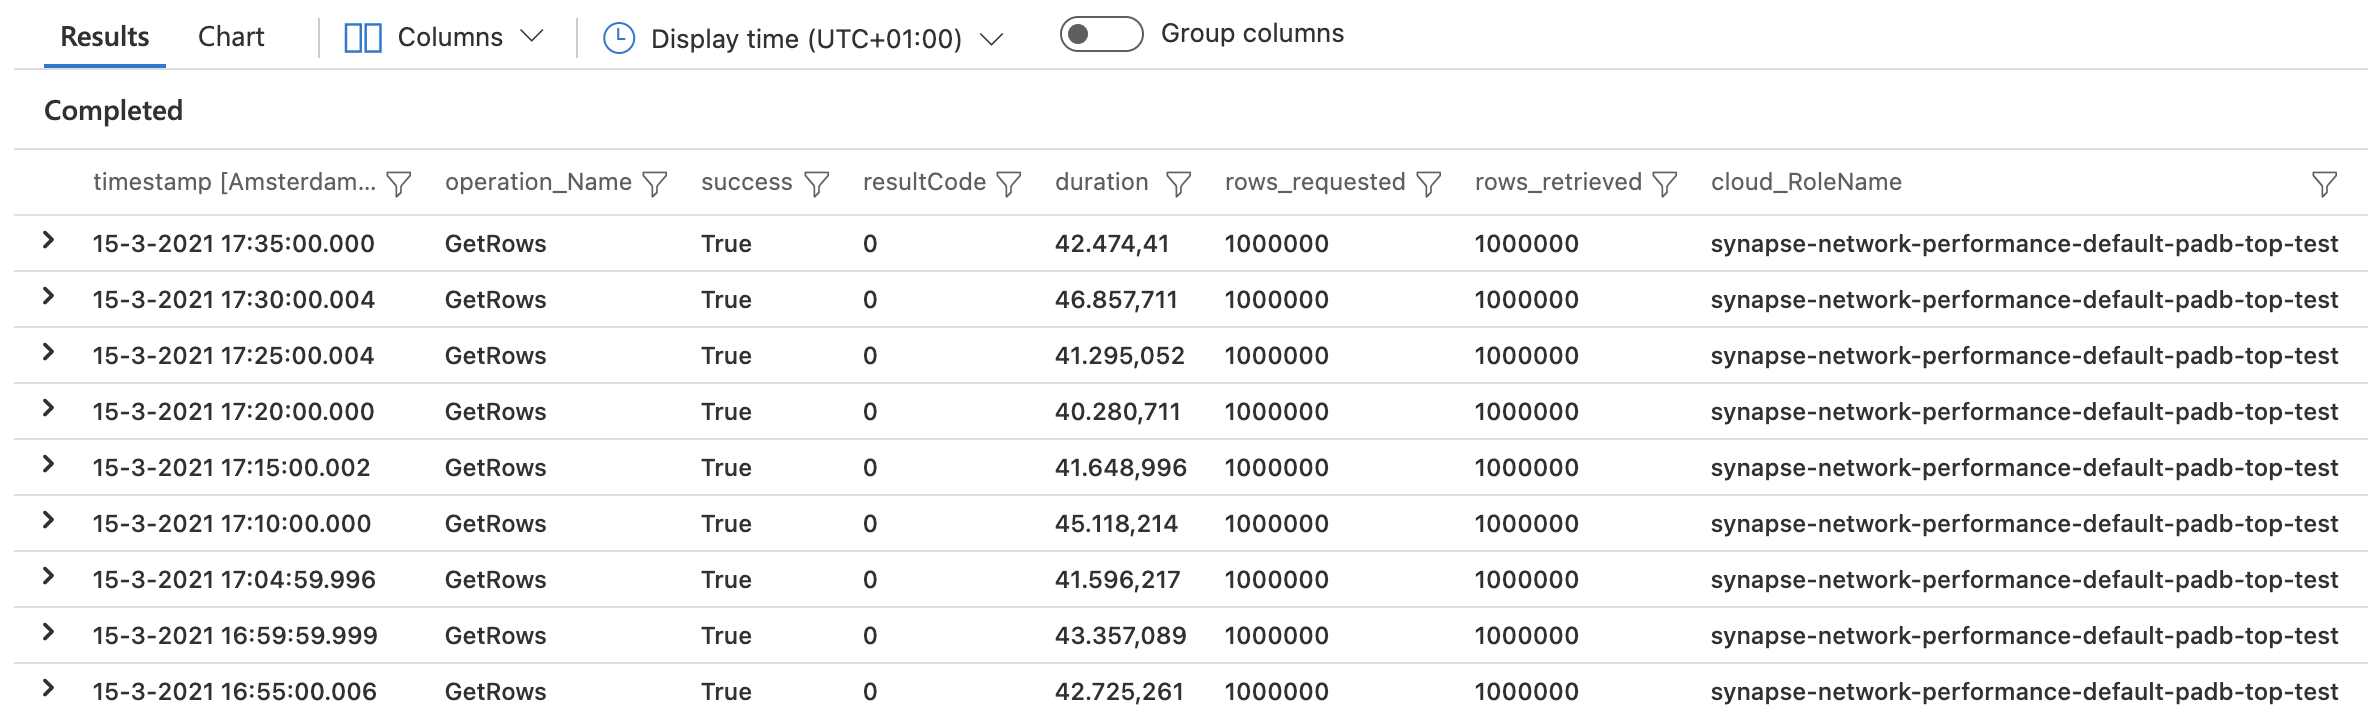 Results Chart Columns Display time (UTC+01:00) Group columns
Completed
timestamp [Amsterdam... operation_Name success resultCode duration rows_requested rows_retrieved cloud_RoleName
15-3-2021 17:35:00.000 GetRows True 0 42.474,41 1000000 1000000 synapse-network-performance-default-padb-top-test
15-3-2021 17:30:00.004 GetRows True 0 46.857,711 1000000 1000000 synapse-network-performance-default-padb-top-test
15-3-2021 17:25:00.004 GetRows True 0 41.295,052 1000000 1000000 synapse-network-performance-default-padb-top-test
15-3-2021 17:20:00.000 GetRows True 0 40.280,711 1000000 1000000 synapse-network-performance-default-padb-top-test
15-3-2021 17:15:00.002 GetRows True 0 41.648,996 1000000 1000000 synapse-network-performance-default-padb-top-test
15-3-2021 17:10:00.000 GetRows True 0 45.118,214 1000000 1000000 synapse-network-performance-default-padb-top-test
15-3-2021 17:04:59.996 GetRows True 0 41.596,217 1000000 1000000 synapse-network-performance-default-padb-top-test
15-3-2021 16:59:59.999 GetRows True 0 43.357,089 1000000 1000000 synapse-network-performance-default-padb-top-test
15-3-2021 16:55:00.006 GetRows True 0 42.725,261 1000000 1000000 synapse-network-performance-default-padb-top-test